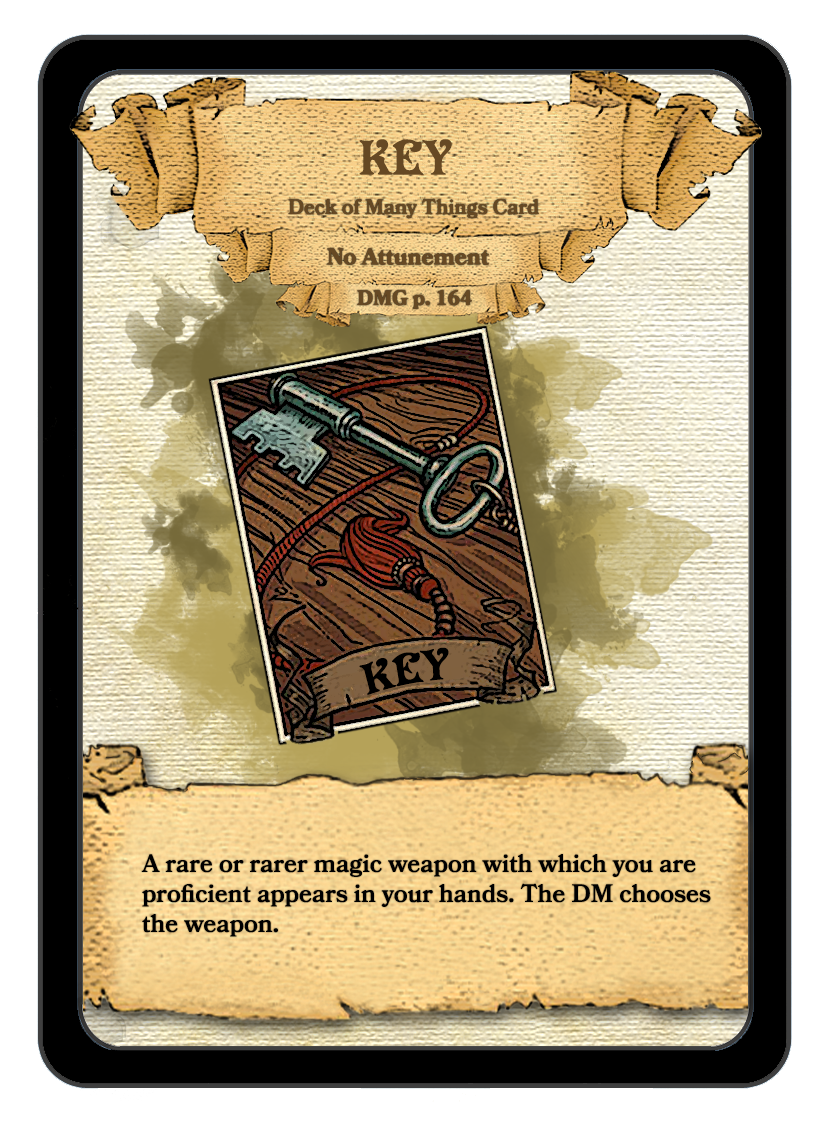 KEY
Deck of Many Things Card
No Attunement
DMG p. 164
KEY
A rare or rarer magic weapon with which you are
proficient appears in your hands. The DM chooses
the weapon.